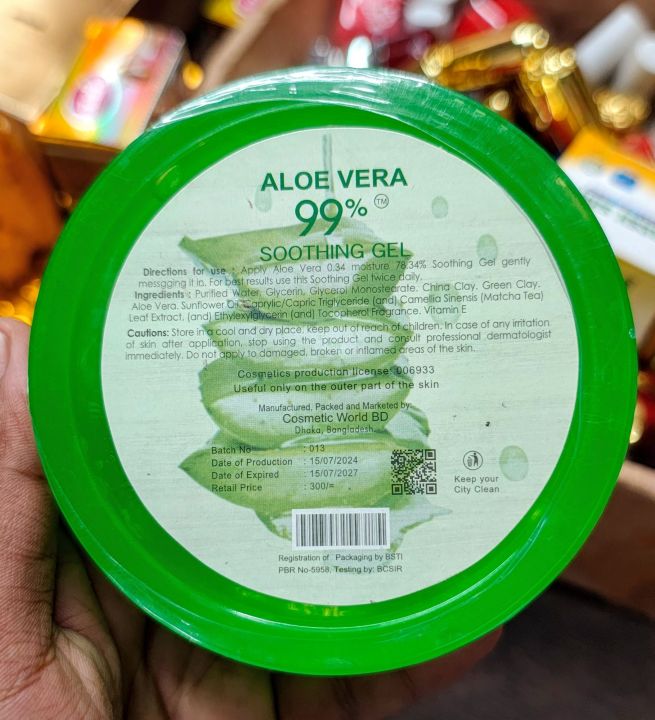 ALOE VERA
99% TM
SOOTHING GEL
Directions for use : Apply Aloe Vera 0.34 moisture 78.34% Soothing Gel gently
messgging it in. For best results use this Soothing Gel twice daily.
Ingredients : Purified Water, Glycerin, Glycerol Monostearate, China Clay, Green Clay,
Aloe Vera, Sunflower Caprylic/Capric Triglyceride (and) Camellia Sinensis (Matcha Tea)
Leaf Extract, (and) Ethylexylglycerin (and) Tocopherol Fragrance, Vitamin E
Cautions: Store in a cool and dry place. keep out of reach of children. In case of any irritation
of skin after application, stop using the product and consult professional dermatologist
immediately. Do not apply to damaged, broken or inflamed areas of the skin.
Cosmetics production license: 006933
Useful only on the outer part of the skin
Manufactured, Packed and Marketed by:
Cosmetic World BD
Dhaka, Bangladesh.
Batch No : 013
Date of Production : 15/07/2024
Date of Expired : 15/07/2027
Retail Price : 300/=
Keep your
City Clean
Registration of Packaging by BSTI
PBR No-5958, Testing by: BCSIR